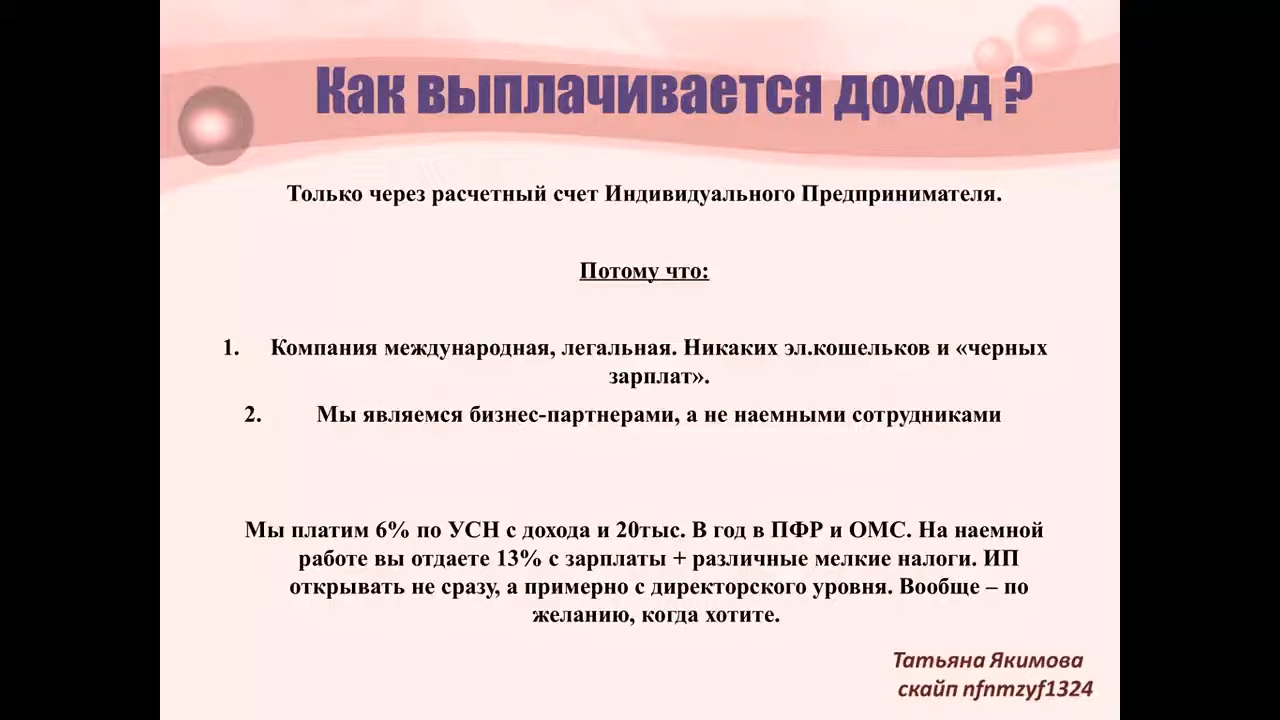 Как выплачивается доход ?
Только через расчетный счет Индивидуального Предпринимателя.
Потому что:
1. Компания международная, легальная. Никаких эл.кошельков и «черных
зарплат».
2. Мы являемся бизнес-партнерами, а не наемными сотрудниками
Мы платим 6% по УСН с дохода и 20тыс. В год в ПФР и ОМС. На наемной
работе вы отдаете 13% с зарплаты + различные мелкие налоги. ИП
открывать не сразу, а примерно с директорского уровня. Вообще – по
желанию, когда хотите.
Татьяна Якимова
скайп nfnmzyf1324